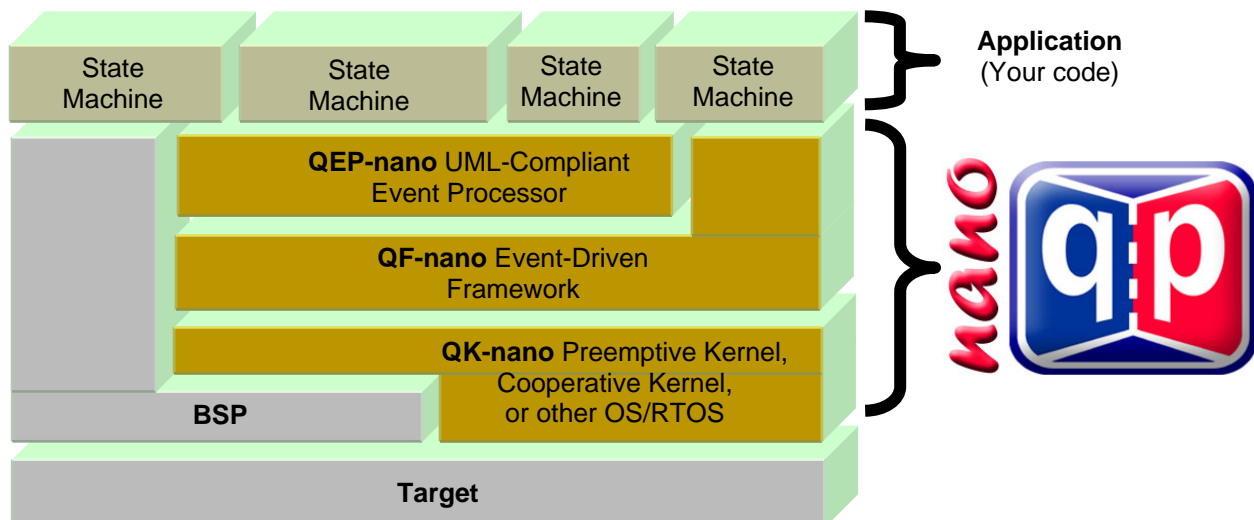 State
Machine
State
Machine
State
Machine
State
Machine
Application
(Your code)
QEP-nano UML-Compliant
Event Processor
QF-nano Event-Driven
Framework
QK-nano Preemptive Kernel,
Cooperative Kernel,
or other OS/RTOS
BSP
Target
nano
qp